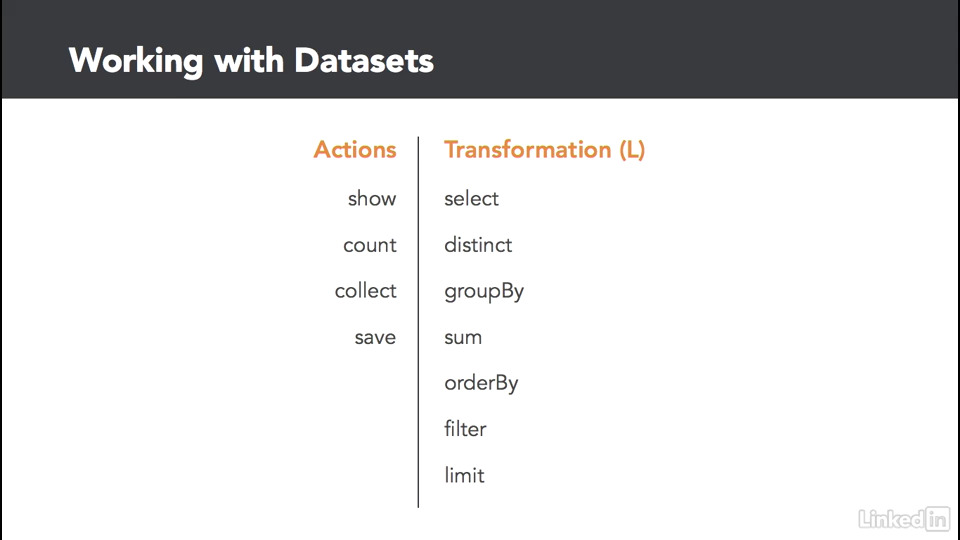 Working with Datasets
Actions
Transformation (L)
show
select
count
distinct
collect
groupBy
save
sum
orderBy
filter
limit
LinkedIn